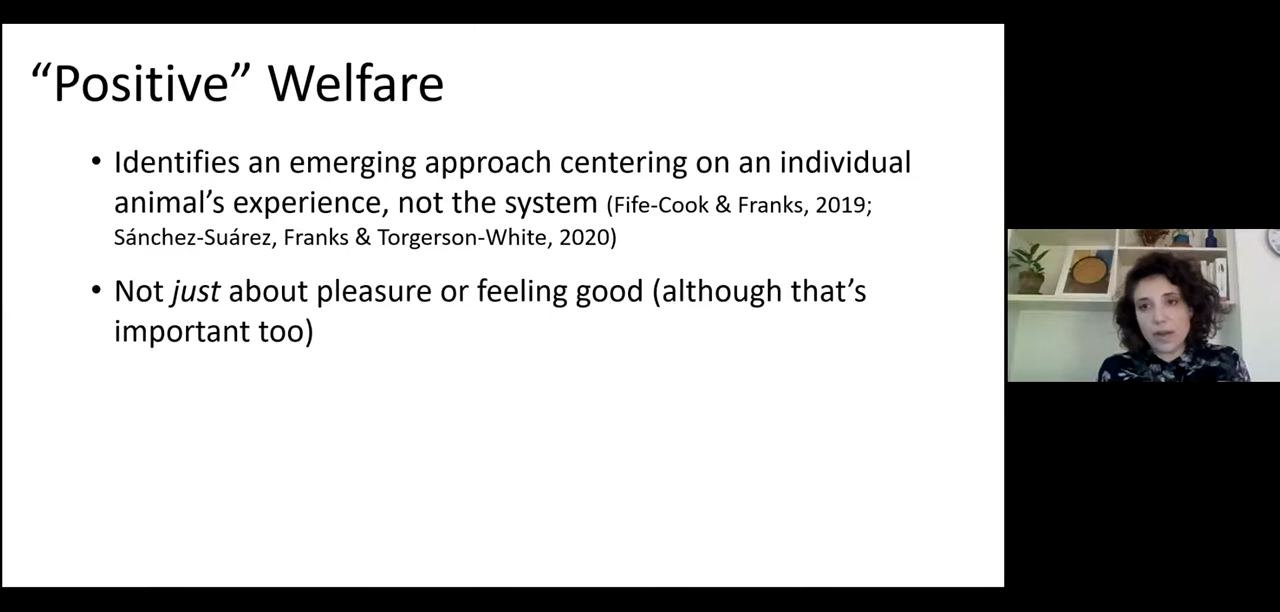 “Positive” Welfare
• Identifies an emerging approach centering on an individual
animal’s experience, not the system (Fife-Cook & Franks, 2019;
Sánchez-Suárez, Franks & Torgerson-White, 2020)
• Not just about pleasure or feeling good (although that’s
important too)